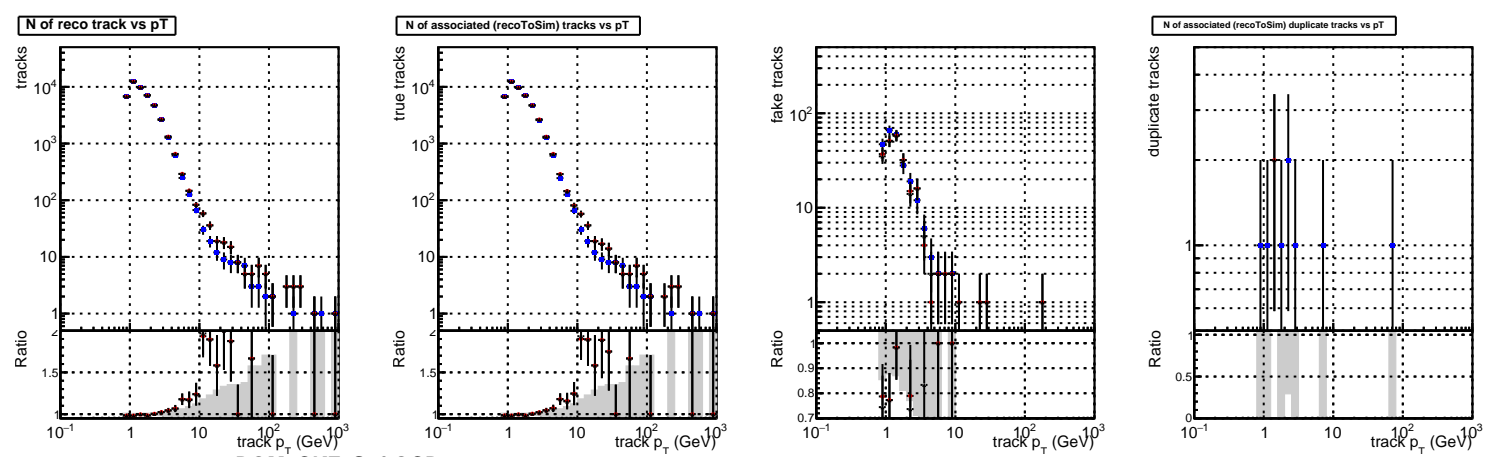 N of reco track vs pT
N of associated (recoToSim) tracks vs pT
N of associated (recoToSim) duplicate tracks vs pT
tracks
10^4
10^3
10^2
10
1
Ratio
2
1.5
1
10^−1 1 10 10^2 10^3
track p_T (GeV)
true tracks
10^4
10^3
10^2
10
1
Ratio
2
1.5
1
10^−1 1 10 10^2 10^3
track p_T (GeV)
fake tracks
10^2
10
1
Ratio
1
0.9
0.8
0.7
10^−1 1 10 10^2 10^3
track p_T (GeV)
duplicate tracks
1
Ratio
1
0.5
0
10^−1 1 10 10^2 10^3
track p_T (GeV)